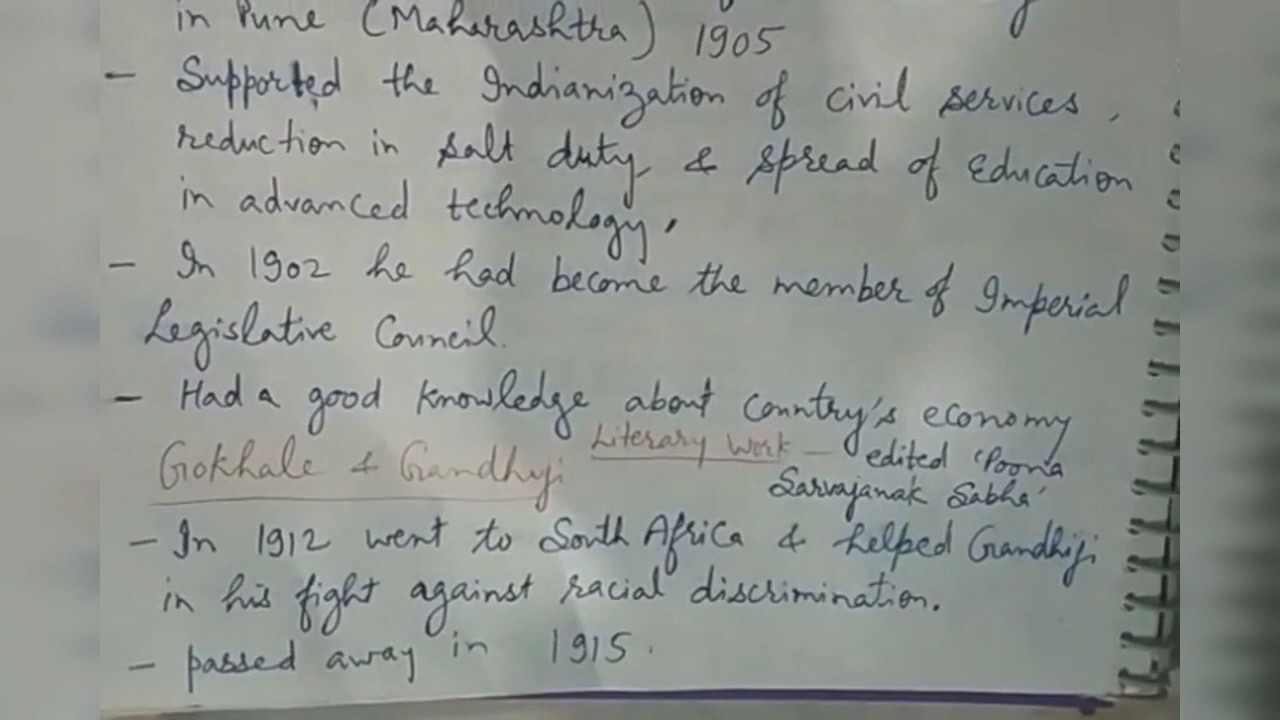 in Pune (Maharashtra) 1905
- Supported the Indianization of civil services,
reduction in salt duty & spread of Education
in advanced technology.
- In 1902 he had become the member of Imperial
Legislative Council.
- Had a good knowledge about country's economy
Gokhale & Gandhiji
Literary Work - edited 'Poona
Sarvajanak Sabha'
- In 1912 went to South Africa & helped Gandhiji
in his fight against racial discrimination.
- passed away in 1915.